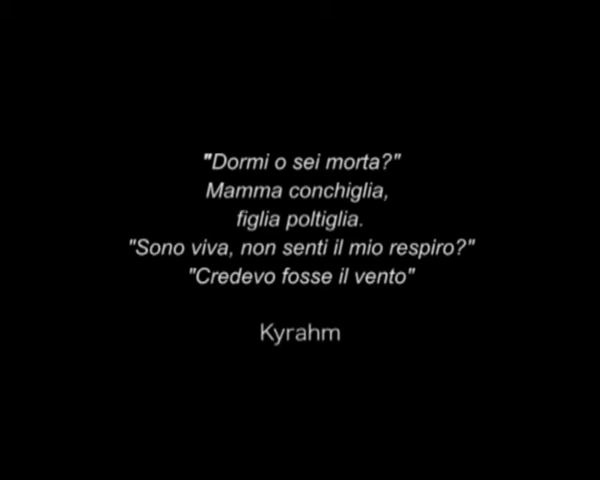 "Dormi o sei morta?"
Mamma conchiglia,
figlia poltiglia.
"Sono viva, non senti il mio respiro?"
"Credevo fosse il vento"
Kyrahm